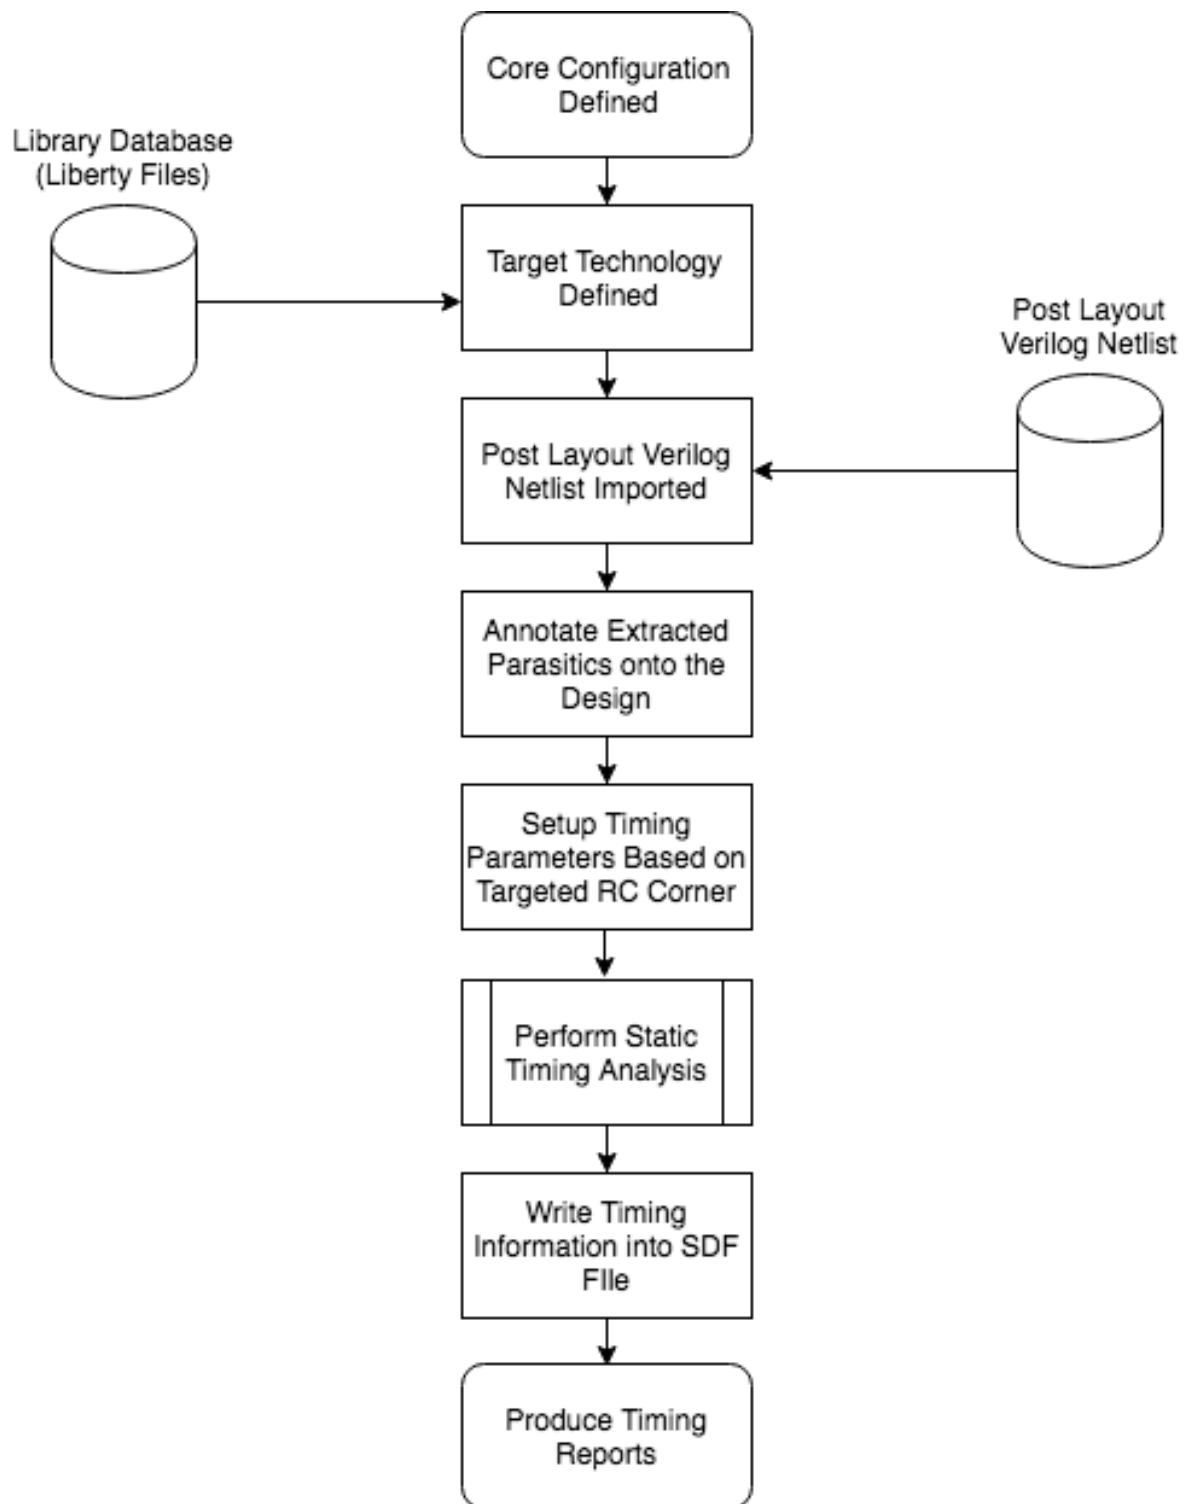 Core Configuration
Defined
Library Database
(Liberty Files)
Target Technology
Defined
Post Layout
Verilog Netlist
Post Layout Verilog
Netlist Imported
Annotate Extracted
Parasitics onto the
Design
Setup Timing
Parameters Based on
Targeted RC Corner
Perform Static
Timing Analysis
Write Timing
Information into SDF
FIle
Produce Timing
Reports